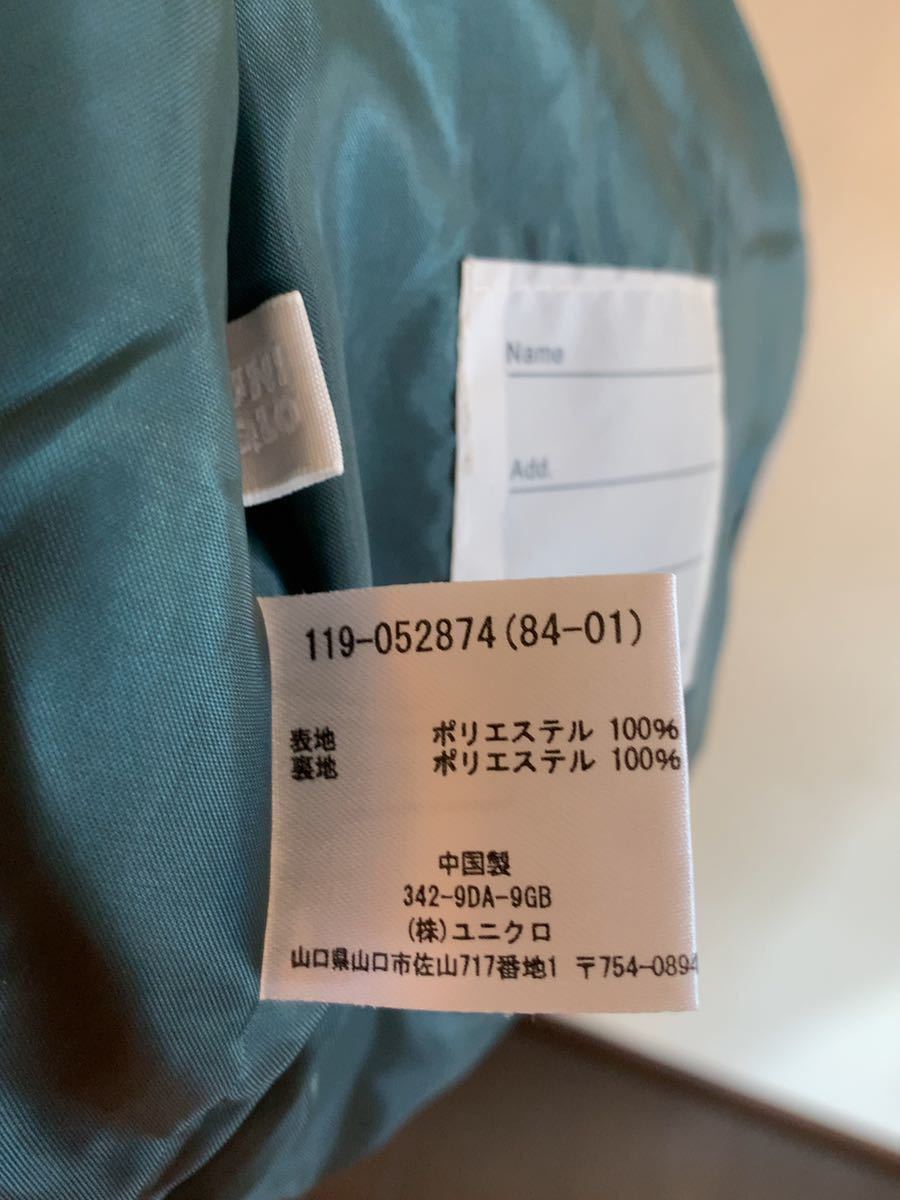 Name
Add.
119-052874(84-01)
表地 ポリエステル 100%
裏地 ポリエステル 100%
中国製
342-9DA-9GB
(株)ユニクロ
山口県山口市佐山717番地1 〒754-0894